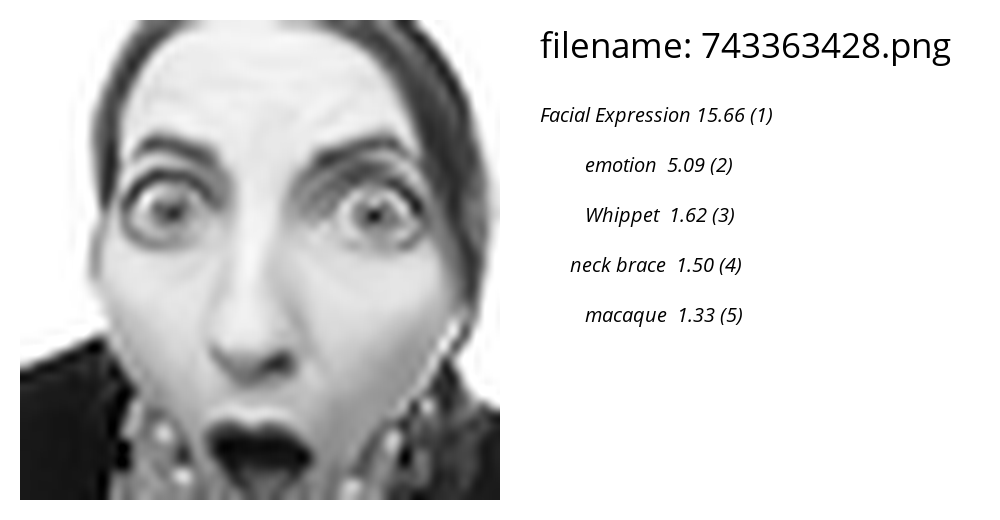 filename: 743363428.png
Facial Expression 15.66 (1)
emotion 5.09 (2)
Whippet 1.62 (3)
neck brace 1.50 (4)
macaque 1.33 (5)